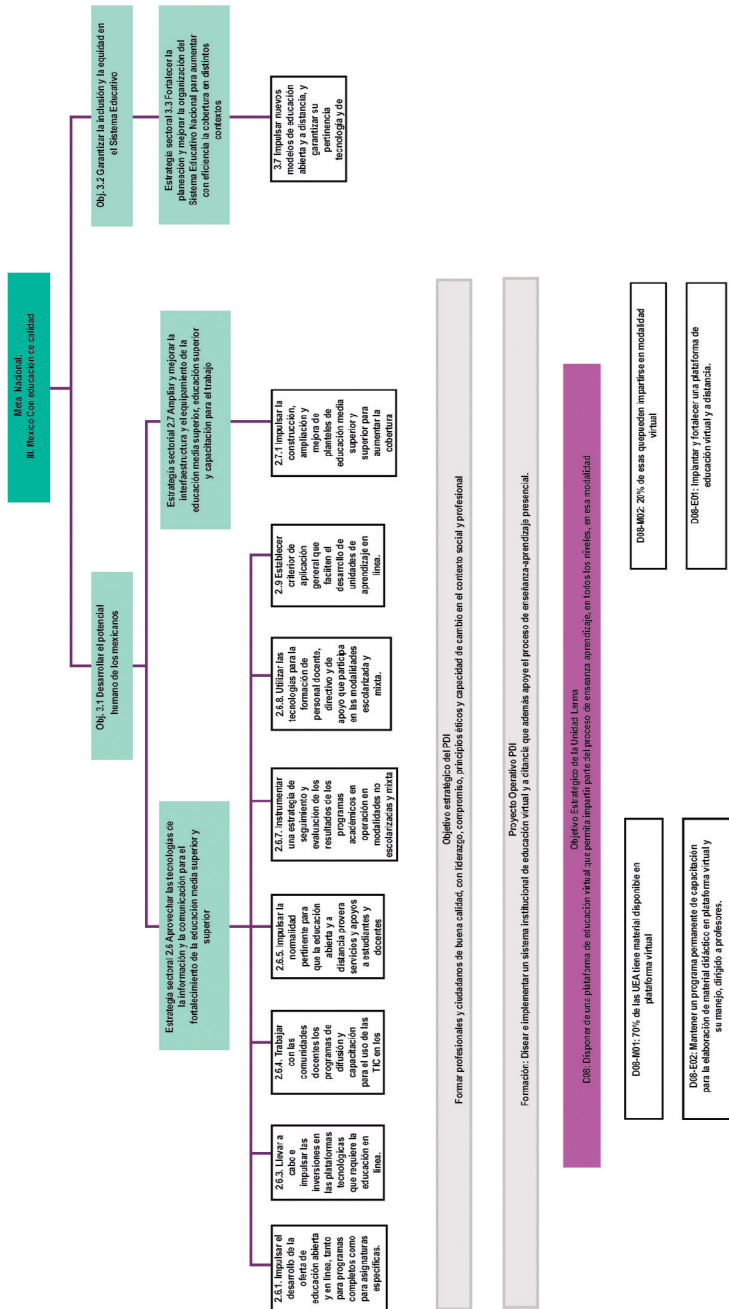 Meta Nacional:
III. Mexico Con educación de calidad
Obj. 3.1 Desarrollar el potencial
humano de los mexicanos
Obj. 3.2 Garantizar la inclusión y la equidad en
el Sistema Educativo
Estrategia sectorial 2.6 Aprovechar las tecnologías de
la información y la comunicación para el
fortalecimiento de la educación media superior y
superior
Estrategia sectorial 2.7 Ampliar y mejorar la
interfaestructura y el equipomiento de la
educación media superior, educación superior
y capacitación para el trabajo
Estrategia sectoral 3.3 Fortalecer la
planeación y mejorar la organización del
Sistema Educativo Nacional para aumentar
con eficiencia la cobertura en distintos
contextos
2.6.1. Impulsar el
desarrollo de la
oferta de
educación abierta
y en línea, tanto
para programas
completos como
para asignaturas
específicas.
2.6.3. Llevar a
cabo e
impulsar las
inversiones en
las plataformas
tecnológicas
que requiere la
educación en
línea.
2.6.4. Trabajar
con las
comunidades
docentes los
programas de
difusión y
capacitación
para el uso de las
TIC en los
2.6.5. Impulsar la
normalidad
pertinente para
que la educación
abierta y a
distancia provera
servicios y apoyos
a estudiantes y
docentes
2.6.7. Instrumentar
una estrategia de
seguimiento y
evaluacion de los
resultados de los
programas
académicos en
operación en
modalidades no
escolarizadas y mixta
2.6.8. Utilizar las
tecnologías para la
formación de
personal docente,
directivo y de
apoyo que participa
en las modalidades
escolarizada y
mixta.
2.9 Establecer
criterior de
aplicación
general que
faciiten el
desarrollo de
unidades de
aprendizaje en
línea.
2.7.1 Impulsar la
construcción,
ampliación y
mejora de
planteles de
educación media
superior y
superior para
aumentar la
cobertura
3.7 Impulsar nuevos
modelos de educación
abierta y a distancia, y
garantizar su
pertinencia
tecnología y de
Objetivo estratégico del PDI
Formar profesionales y ciudadanos de buena calidad, con liderazgo, compromiso, principios éticos y capacidad de cambio en el contexto social y profesional
Proyecto Operativo PDI
Formación: Disear e implementar un sistema institucional de educación virtual y a ditancia que además apoye el proceso de enseñanza-aprendizaje presencial.
Objetivo Estratégico de la Unidad Lerma
D08: Disponer de una plataforma de educación virtual que permita impartir parte del proceso de enseanza aprendizaje, en todos los niveles, en esa modalidad
D08-M01: 70% de las UEA tiene material disponible en
plataforma virtual
D08-M02: 20% de esas quepueden impartirse en modalidad
virtual
D08-E02: Mantener un programa permanente de capacitación
para la elaboración de material didáctico en plataforma virtual y
su manejo, dirigido a profesores.
D08-E01: Implantar y fortalecer una plataforma de
educación virtual y a distancia.